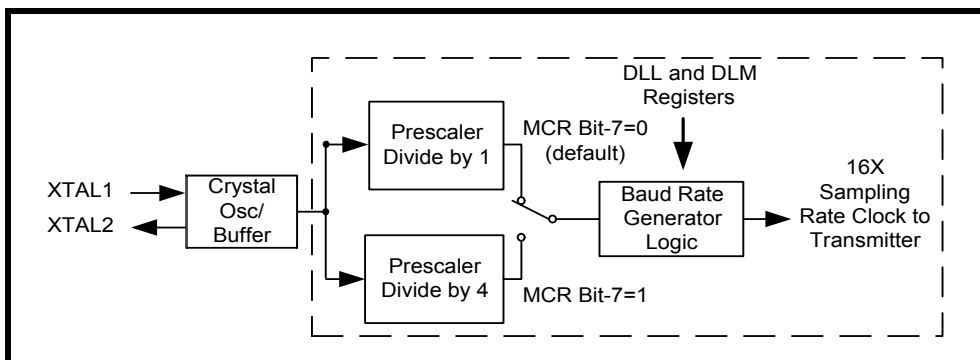 DLL and DLM
Registers
Prescaler
Divide by 1
MCR Bit-7=0
(default)
XTAL1
XTAL2
Crystal
Osc/
Buffer
Baud Rate
Generator
Logic
16X
Sampling
Rate Clock to
Transmitter
Prescaler
Divide by 4
MCR Bit-7=1